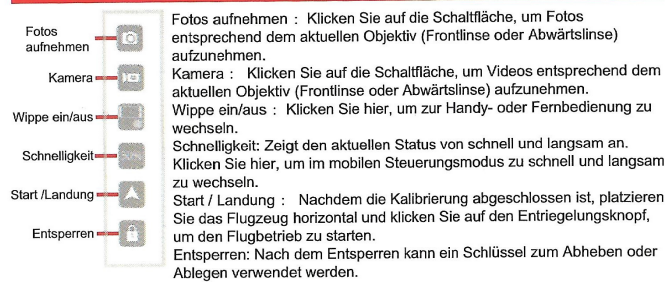 Fotos
aufnehmen
Kamera
Wippe ein/aus
Schnelligkeit
Start /Landung
Entsperren
Fotos aufnehmen : Klicken Sie auf die Schaltfläche, um Fotos
entsprechend dem aktuellen Objektiv (Frontlinse oder Abwärtslinse)
aufzunehmen.
Kamera : Klicken Sie auf die Schaltfläche, um Videos entsprechend dem
aktuellen Objektiv (Frontlinse oder Abwärtslinse) aufzunehmen.
Wippe ein/aus : Klicken Sie hier, um zur Handy- oder Fernbedienung zu
wechseln.
Schnelligkeit: Zeigt den aktuellen Status von schnell und langsam an.
Klicken Sie hier, um im mobilen Steuerungsmodus zu schnell und langsam
zu wechseln.
Start / Landung : Nachdem die Kalibrierung abgeschlossen ist, platzieren
Sie das Flugzeug horizontal und klicken Sie auf den Entriegelungsknopf,
um den Flugbetrieb zu starten.
Entsperren: Nach dem Entsperren kann ein Schlüssel zum Abheben oder
Ablegen verwendet werden.